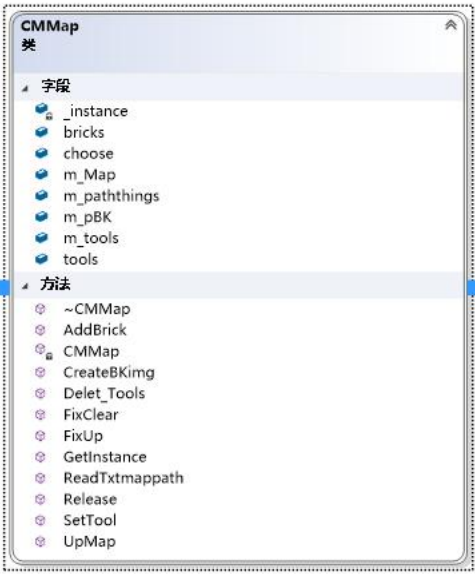 CMMap
类
字段
_instance
bricks
choose
m_Map
m_paththings
m_pBK
m_tools
tools
方法
~CMMap
AddBrick
CMMap
CreateBKimg
Delet_Tools
FixClear
FixUp
GetInstance
ReadTxtmappath
Release
SetTool
UpMap